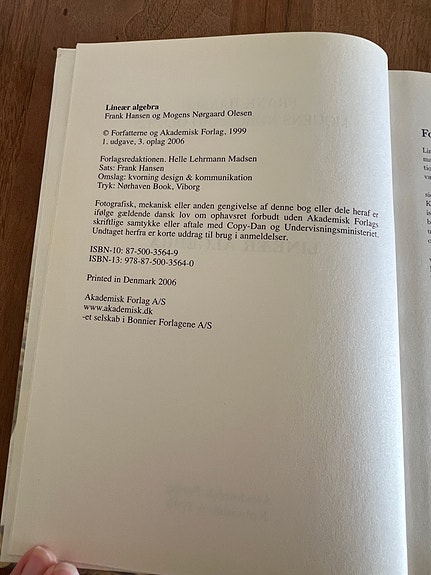 Lineær algebra
Frank Hansen og Mogens Nørgaard Olesen
© Forfatterne og Akademisk Forlag, 1999
1. udgave, 3. oplag 2006
Forlagsredaktionen. Helle Lehrmann Madsen
Sats: Frank Hansen
Omslag: kvorning design & kommunikation
Tryk: Nørhaven Book, Viborg
Fotografisk, mekanisk eller anden gengivelse af denne bog eller dele heraf er
ifølge gældende dansk lov om ophavsret forbudt uden Akademisk Forlags
skriftlige samtykke eller aftale med Copy-Dan og Undervisningsministeriet.
Undtaget herfra er korte uddrag til brug i anmeldelser.
ISBN-10: 87-500-3564-9
ISBN-13: 978-87-500-3564-0
Printed in Denmark 2006
Akademisk Forlag A/S
www.akademisk.dk
-et selskab i Bonnier Forlagene A/S